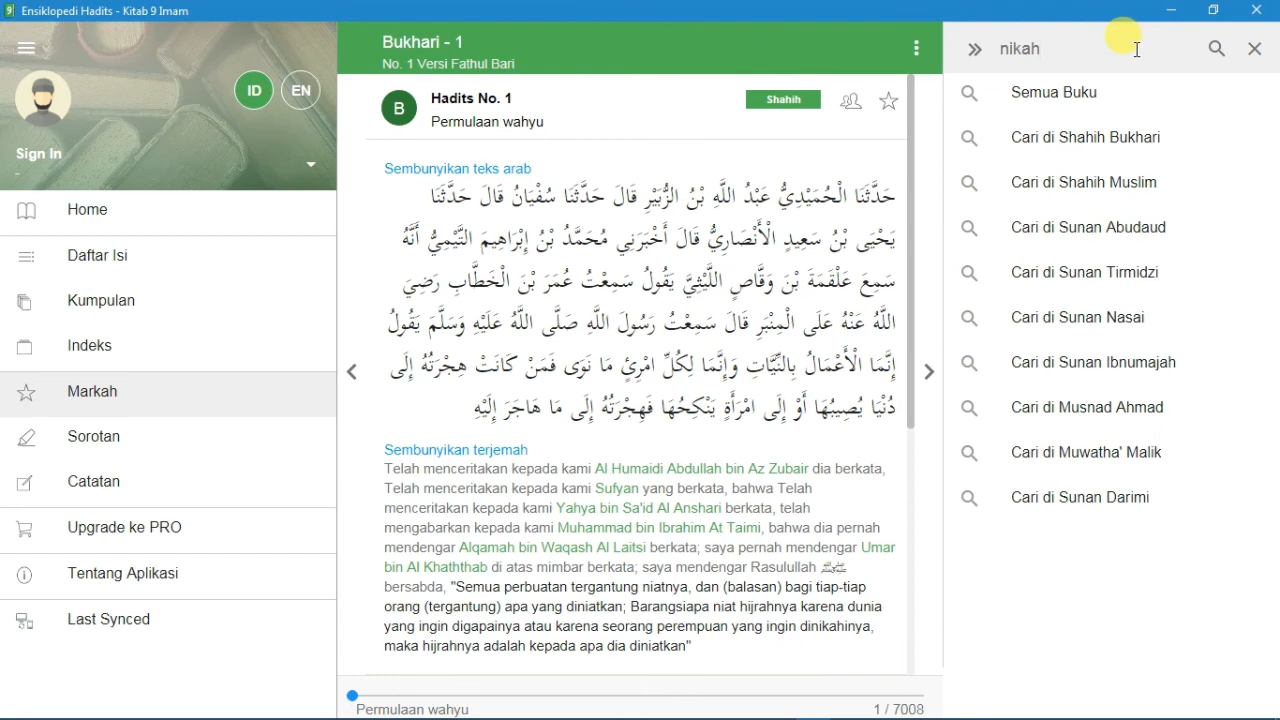 Ensiklopedi Hadits - Kitab 9 Imam
ID
EN
Sign In
-
Home
Daftar Isi
Kumpulan
Indeks
Markah
Sorotan
Catatan
Upgrade ke PRO
Tentang Aplikasi
Last Synced
Bukhari - 1
No. 1 Versi Fathul Bari
B
Hadits No. 1
Permulaan wahyu
Shahih
Sembunyikan teks arab
حَدَّثَنَا الْحُمَيْدِيُّ عَبْدُ اللَّهِ بْنُ الزُّبَيْرِ قَالَ حَدَّثَنَا سُفْيَانُ قَالَ حَدَّثَنَا
يَحْيَى بْنُ سَعِيدٍ الْأَنْصَارِيُّ قَالَ أَخْبَرَنِي مُحَمَّدُ بْنُ إِبْرَاهِيمَ التَّيْمِيُّ أَنَّهُ
سَمِعَ عَلْقَمَةَ بْنَ وَقَّاصٍ اللَّيْثِيَّ يَقُولُ سَمِعْتُ عُمَرَ بْنَ الْخَطَّابِ رَضِيَ
اللَّهُ عَنْهُ عَلَى الْمِنْبَرِ قَالَ سَمِعْتُ رَسُولَ اللَّهِ صَلَّى اللَّهُ عَلَيْهِ وَسَلَّمَ يَقُولُ
إِنَّمَا الْأَعْمَالُ بِالنِّيَّاتِ وَإِنَّمَا لِكُلِّ امْرِئٍ مَا نَوَى فَمَنْ كَانَتْ هِجْرَتُهُ إِلَى
دُنْيَا يُصِيبُهَا أَوْ إِلَى امْرَأَةٍ يَنْكِحُهَا فَهِجْرَتُهُ إِلَى مَا هَاجَرَ إِلَيْهِ
Sembunyikan terjemah
Telah menceritakan kepada kami Al Humaidi Abdullah bin Az Zubair dia berkata,
Telah menceritakan kepada kami Sufyan yang berkata, bahwa Telah
menceritakan kepada kami Yahya bin Sa'id Al Anshari berkata, telah
mengabarkan kepada kami Muhammad bin Ibrahim At Taimi, bahwa dia pernah
mendengar Alqamah bin Waqash Al Laitsi berkata; saya pernah mendengar Umar
bin Al Khaththab di atas mimbar berkata; saya mendengar Rasulullah ﷺ
bersabda, "Semua perbuatan tergantung niatnya, dan (balasan) bagi tiap-tiap
orang (tergantung) apa yang diniatkan; Barangsiapa niat hijrahnya karena dunia
yang ingin digapainya atau karena seorang perempuan yang ingin dinikahinya,
maka hijrahnya adalah kepada apa dia diniatkan"
Permulaan wahyu
1 / 7008
nikah
Semua Buku
Cari di Shahih Bukhari
Cari di Shahih Muslim
Cari di Sunan Abudaud
Cari di Sunan Tirmidzi
Cari di Sunan Nasai
Cari di Sunan Ibnumajah
Cari di Musnad Ahmad
Cari di Muwatha' Malik
Cari di Sunan Darimi